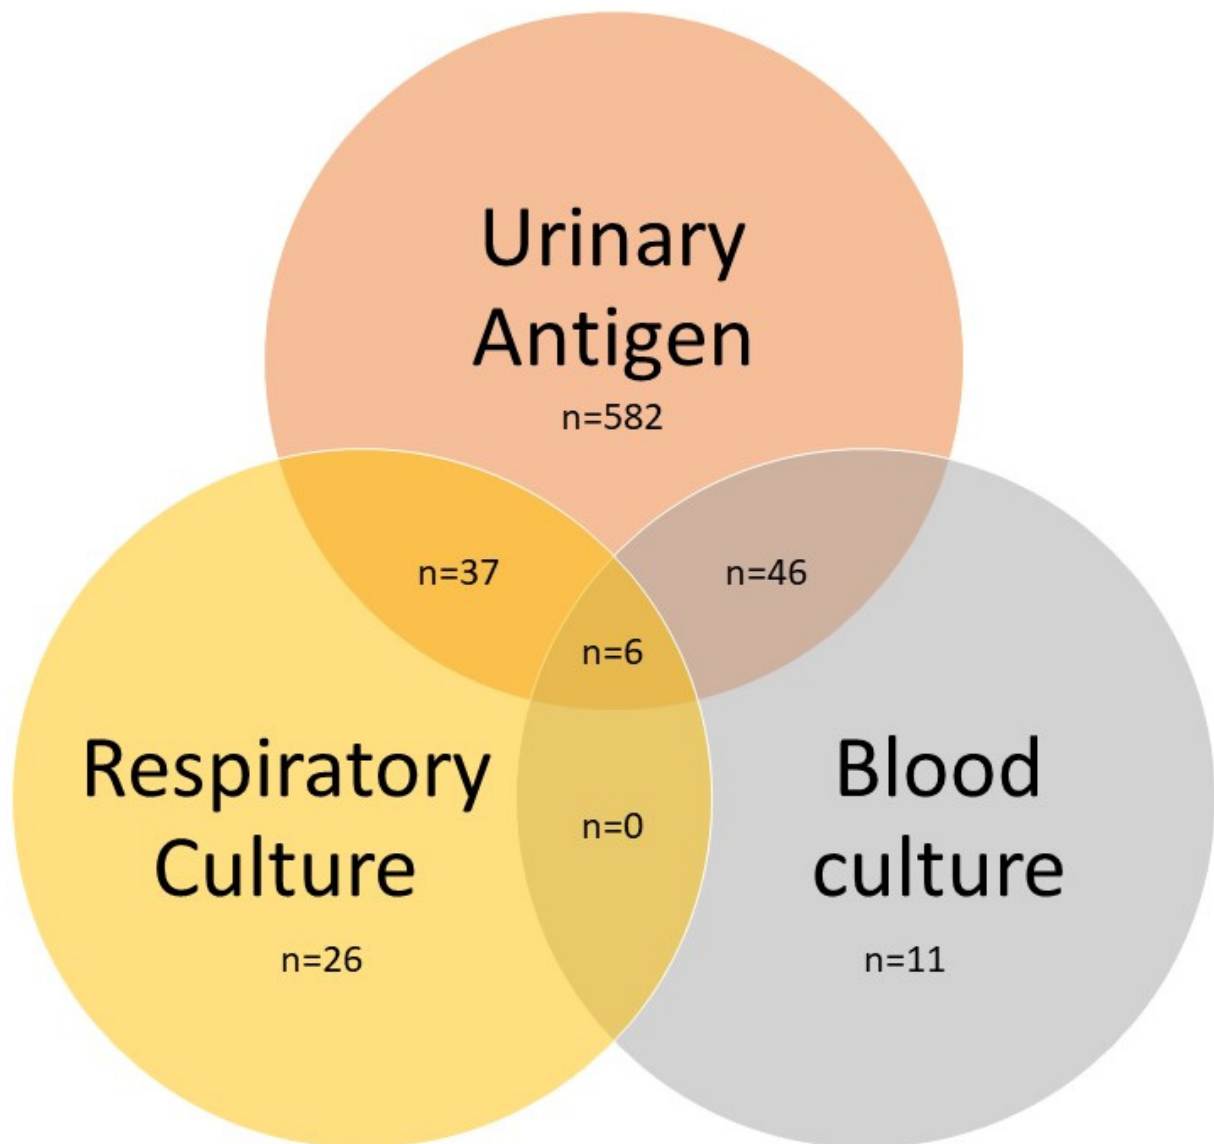 Urinary
Antigen
n=582
n=37
n=46
n=6
Respiratory
Culture
n=26
n=0
Blood
culture
n=11